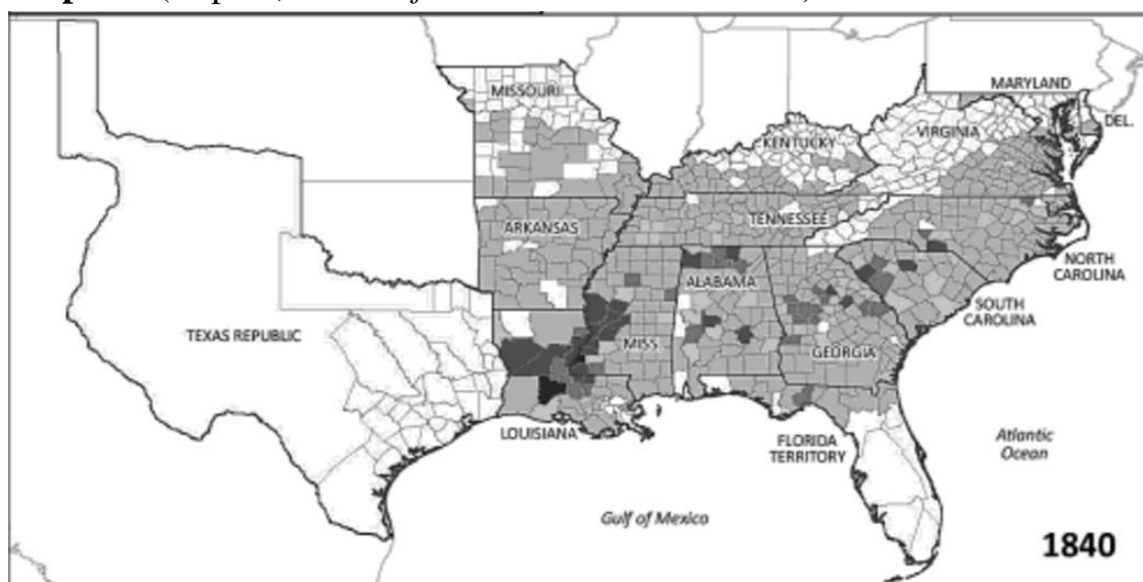 MARYLAND
MISSOURI
DEL.
VIRGINIA
KENTUCKY
TENNESSEE
ARKANSAS
NORTH
CAROLINA
ALABAMA
SOUTH
CAROLINA
TEXAS REPUBLIC
MISS
GEORGIA
LOUISIANA
FLORIDA
TERRITORY
Atlantic
Ocean
Gulf of Mexico
1840